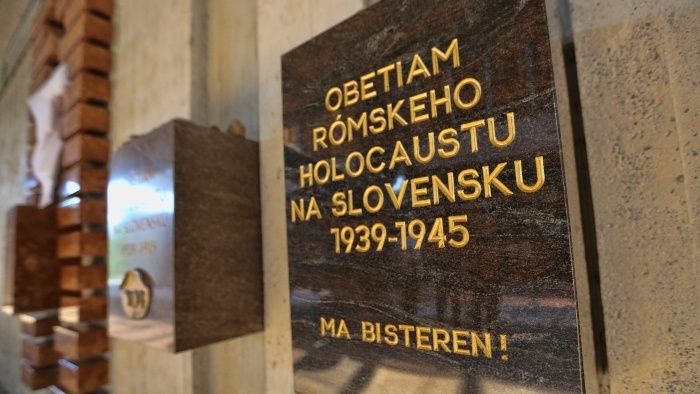 OBETIAM
RÓMSKEHO
HOLOCAUSTU
NA SLOVENSKU
1939-1945
MA BISTEREN!